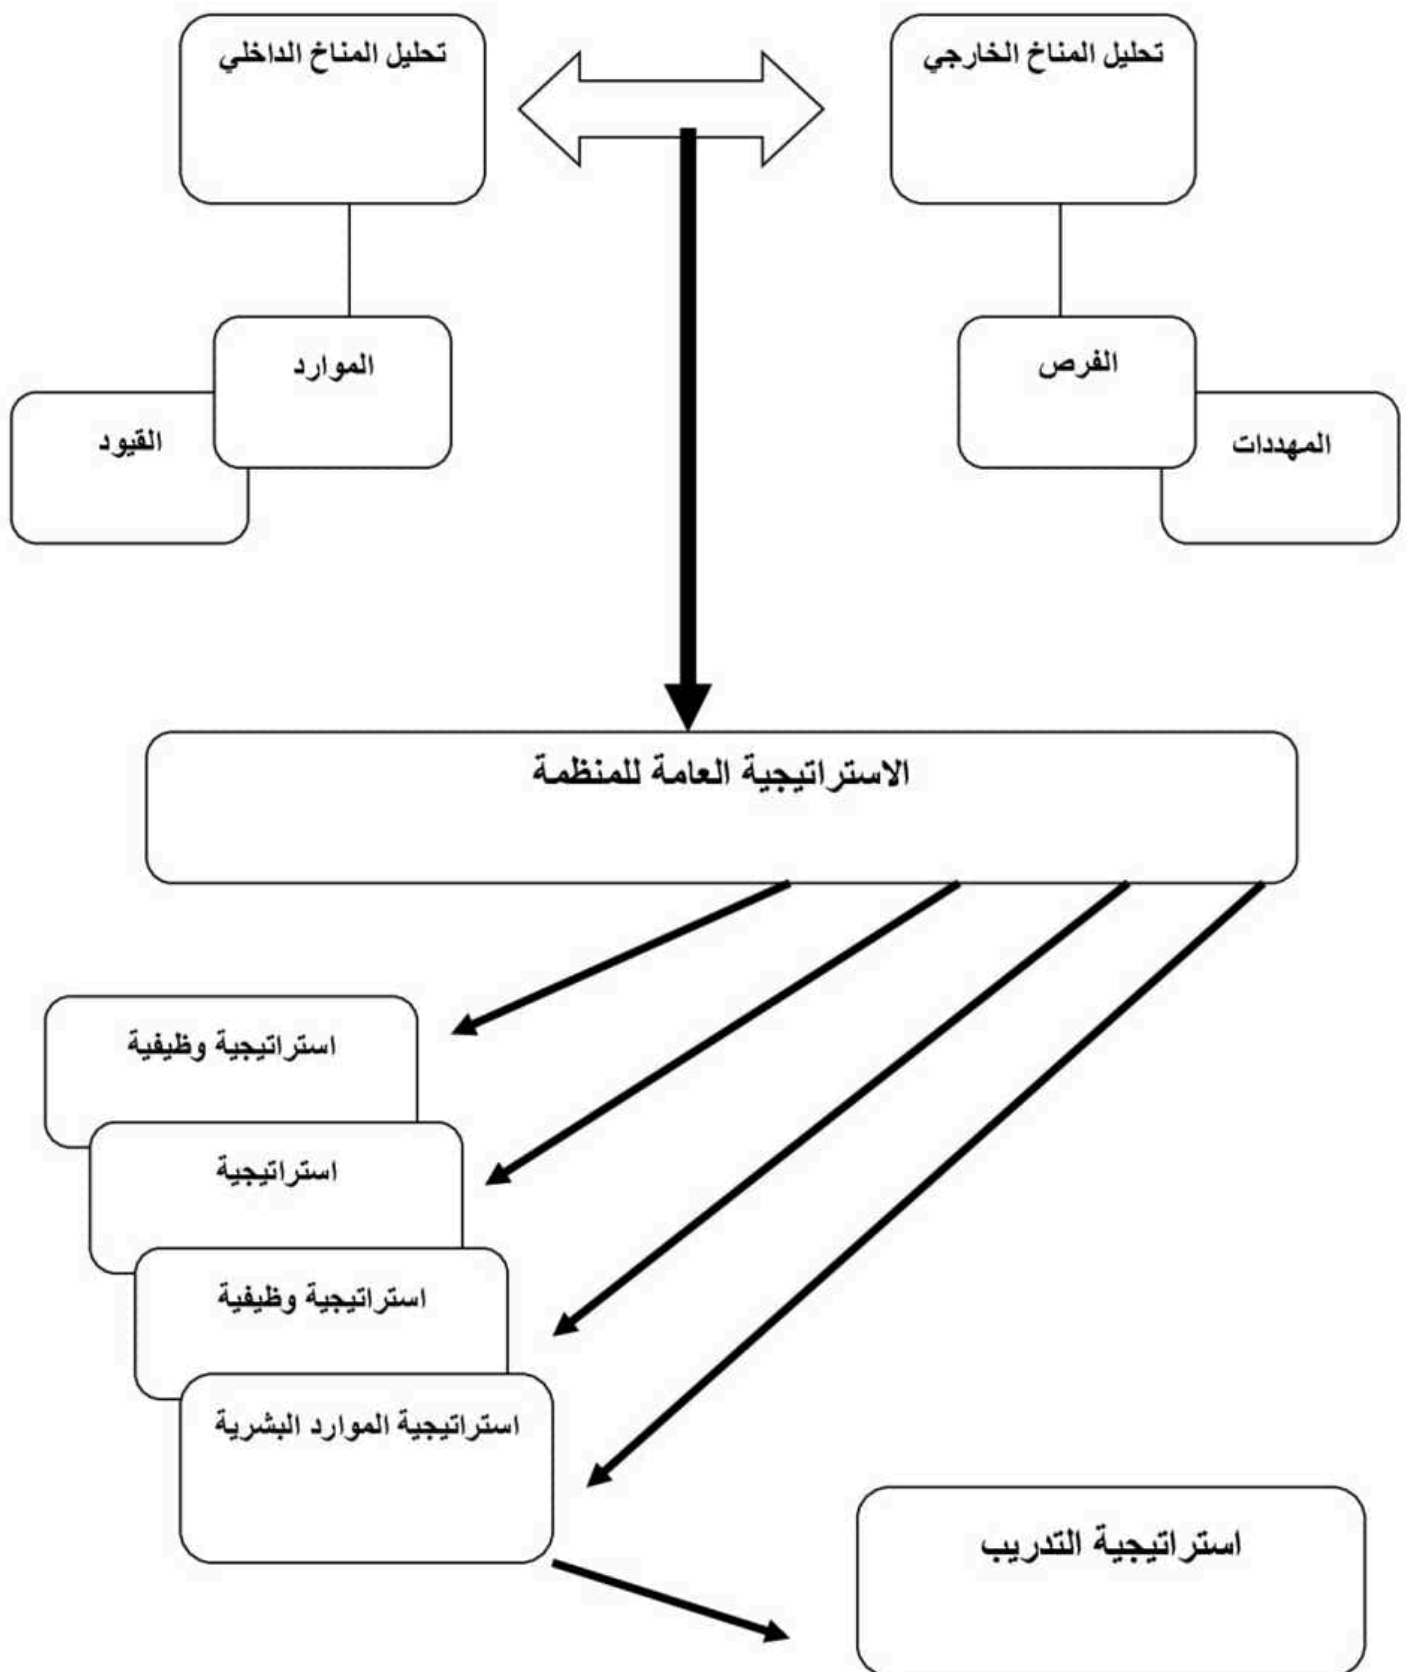 تحليل المناخ الخارجي
تحليل المناخ الداخلي
الفرص
الموارد
المهددات
القيود
الاستراتيجية العامة للمنظمة
استراتيجية وظيفية
استراتيجية
استراتيجية وظيفية
استراتيجية الموارد البشرية
استراتيجية التدريب